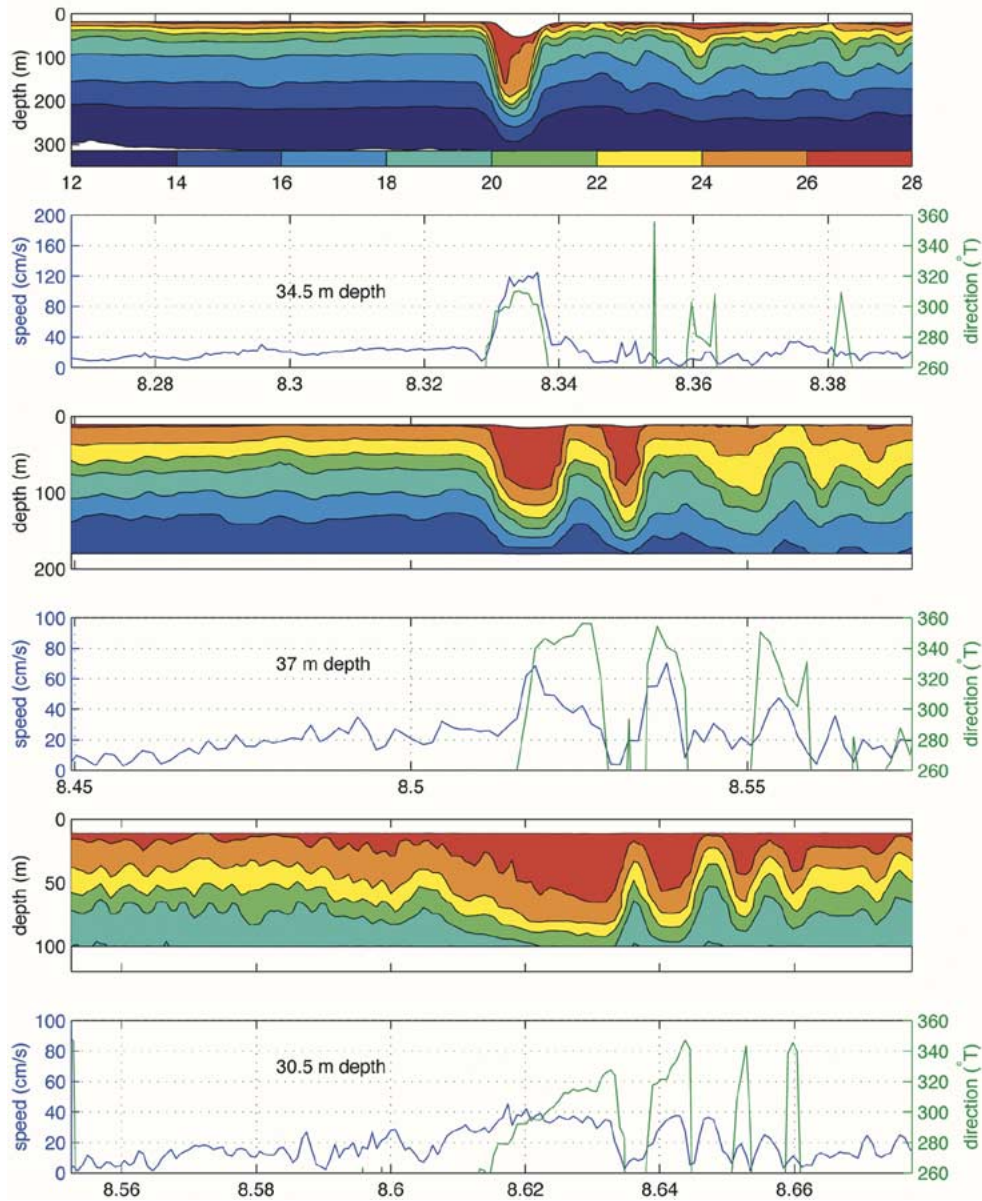 0
100
200
300
depth (m)
12 14 16 18 20 22 24 26 28
200
160
120
80
40
0
speed (cm/s)
34.5 m depth
360
340
320
300
280
260
direction (°T)
8.28 8.3 8.32 8.34 8.36 8.38
0
100
200
depth (m)
100
80
60
40
20
0
speed (cm/s)
37 m depth
360
340
320
300
280
260
direction (°T)
8.45 8.5 8.55
0
50
100
depth (m)
100
80
60
40
20
0
speed (cm/s)
30.5 m depth
360
340
320
300
280
260
direction (°T)
8.56 8.58 8.6 8.62 8.64 8.66